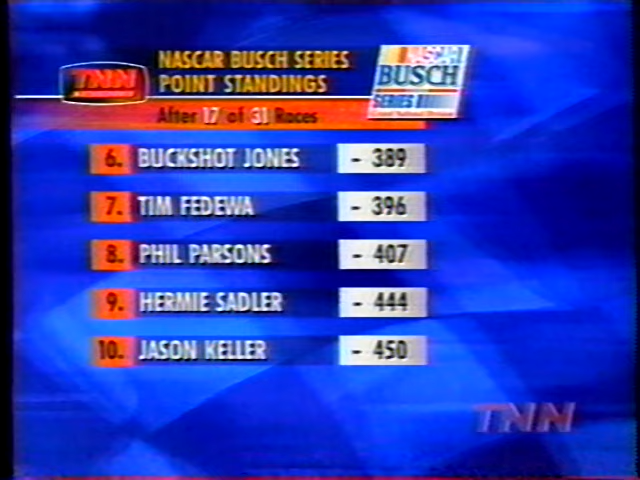 TNN
NASCAR BUSCH SERIES
POINT STANDINGS
After 17 of 31 Races
NASCAR
BUSCH
SERIES
6. BUCKSHOT JONES - 389
7. TIM FEDEWA - 396
8. PHIL PARSONS - 407
9. HERMIE SADLER - 444
10. JASON KELLER - 450
TNN